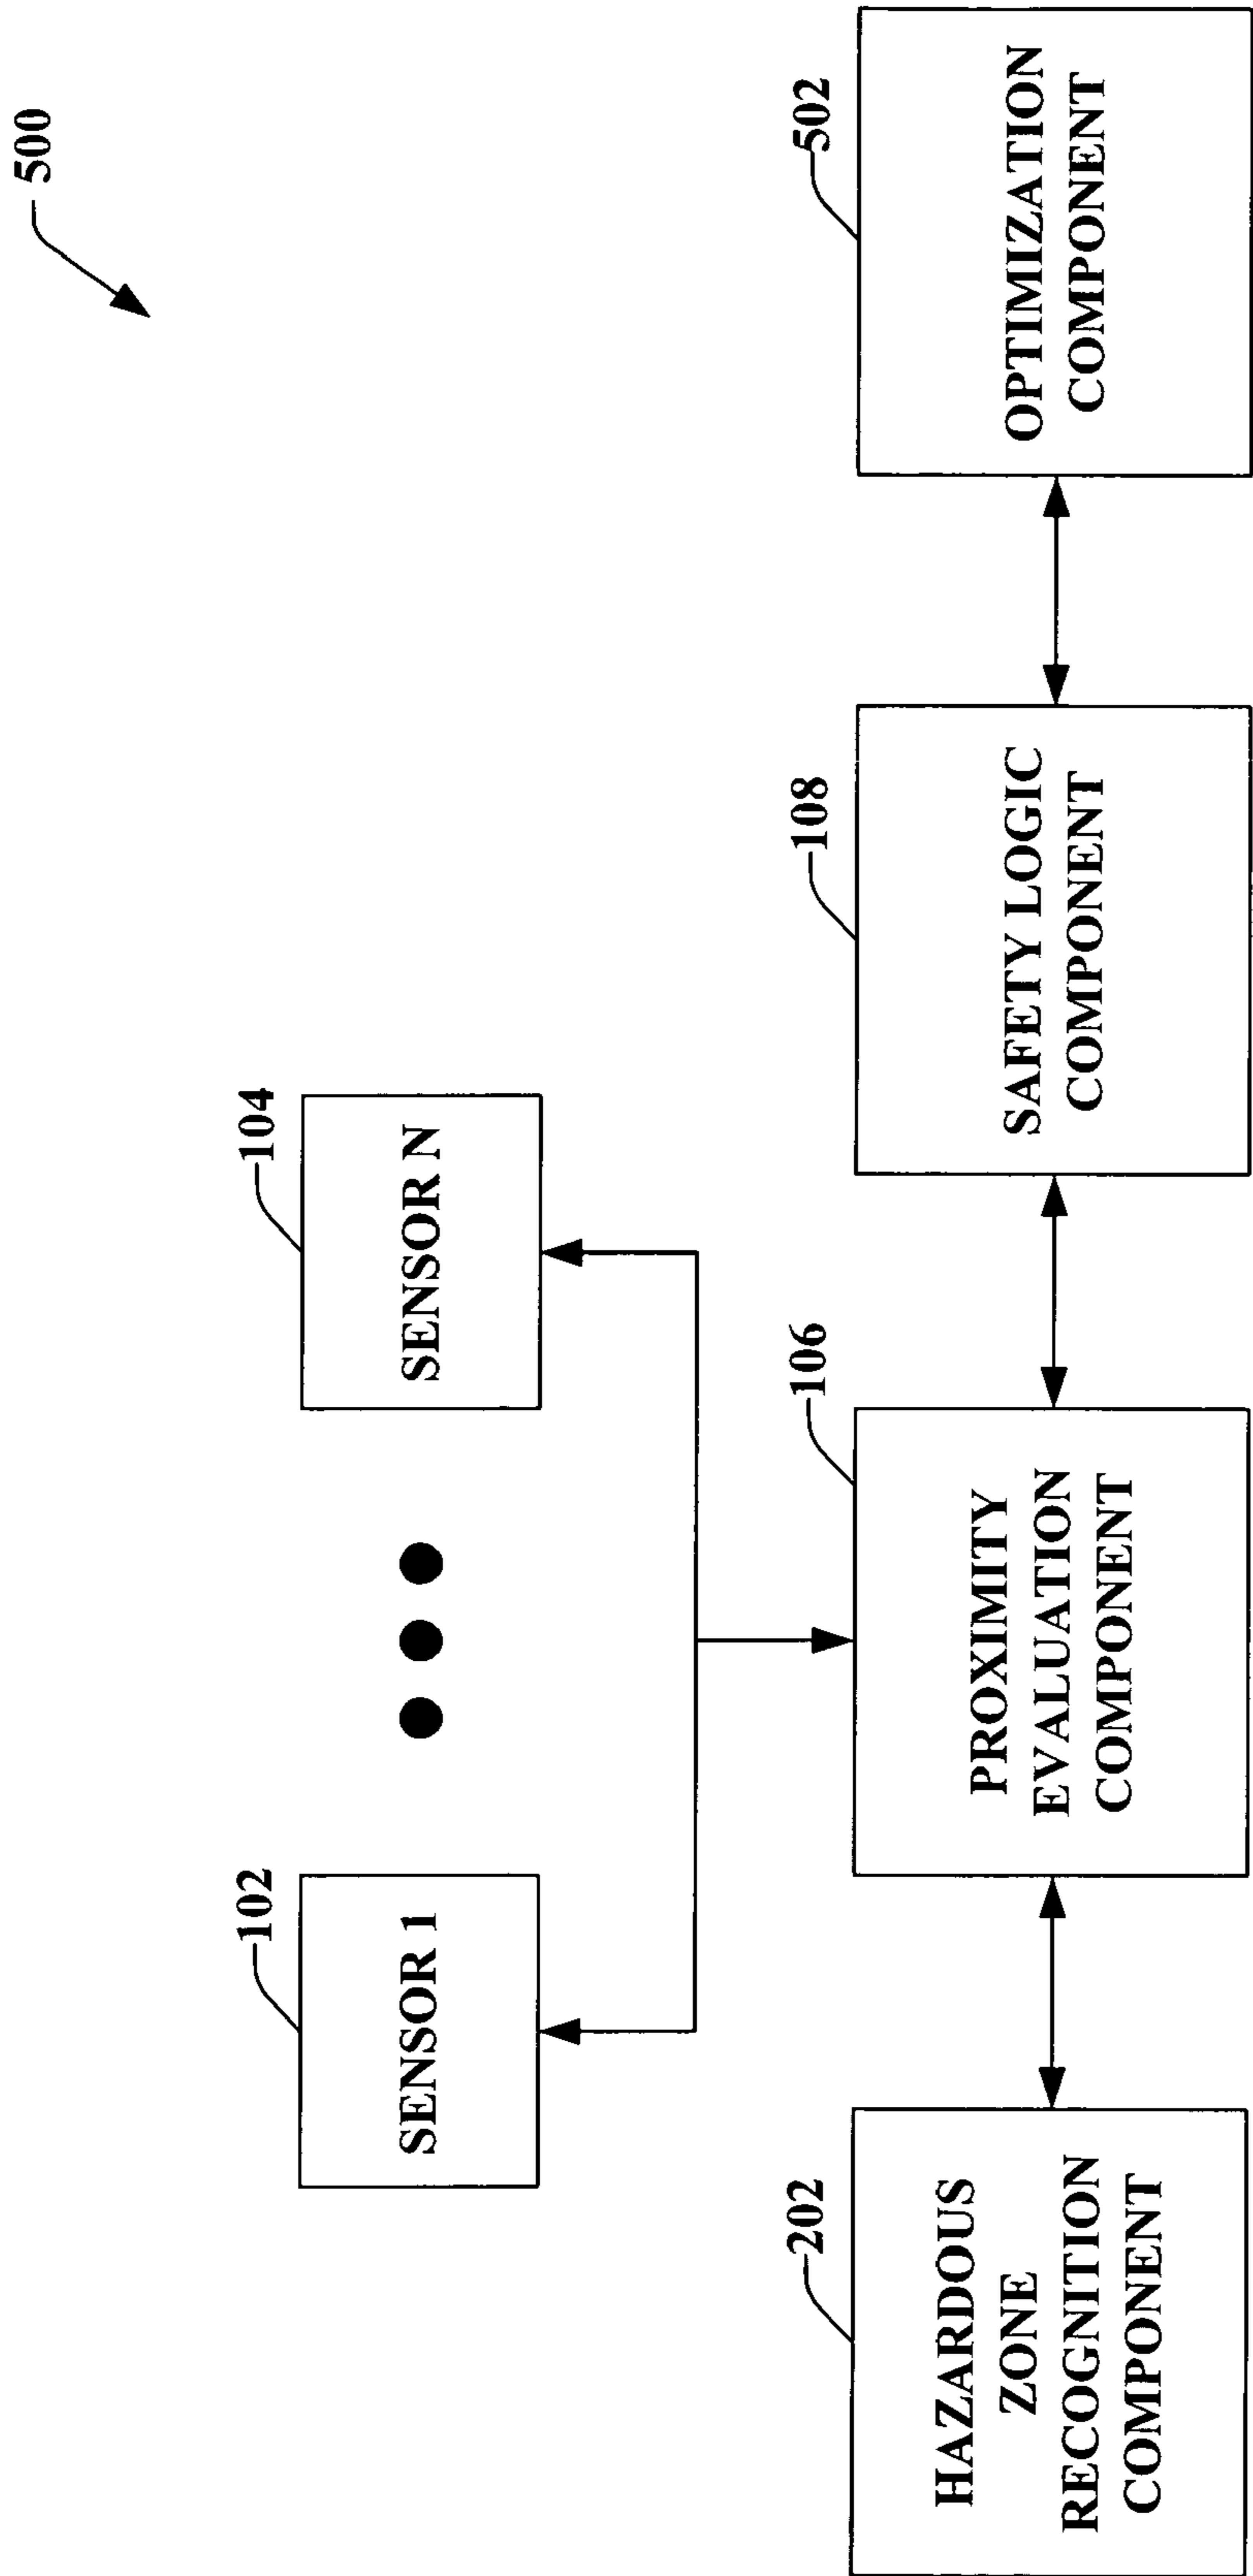 500
102
SENSOR 1
104
SENSOR N
202
HAZARDOUS
ZONE
RECOGNITION
COMPONENT
106
PROXIMITY
EVALUATION
COMPONENT
108
SAFETY LOGIC
COMPONENT
502
OPTIMIZATION
COMPONENT